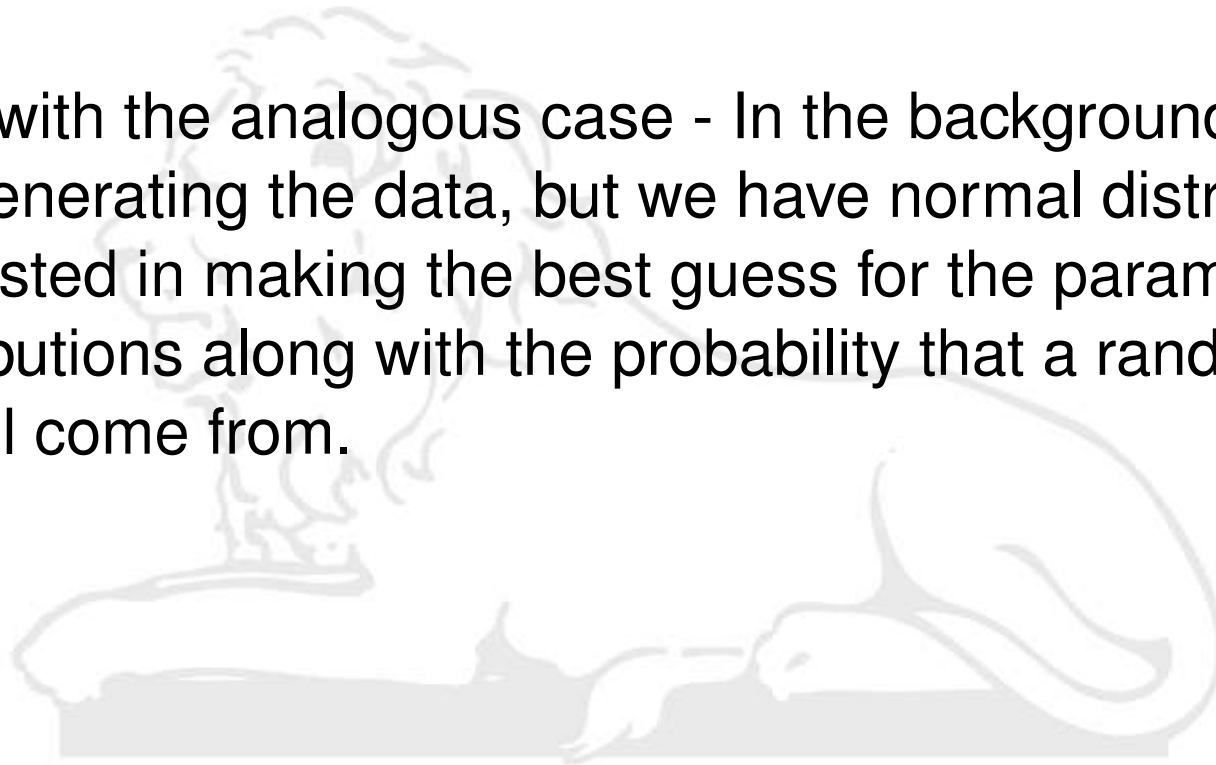 with the analogous case - In the background
enerating the data, but we have normal distr
sted in making the best guess for the param
butions along with the probability that a rand
l come from.